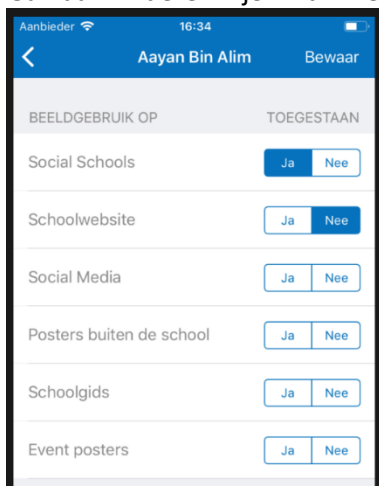 Aanbieder 16:34
Aayan Bin Alim Bewaar
BEELDGEBRUIK OP TOEGESTAAN
Social Schools Ja Nee
Schoolwebsite Ja Nee
Social Media Ja Nee
Posters buiten de school Ja Nee
Schoolgids Ja Nee
Event posters Ja Nee